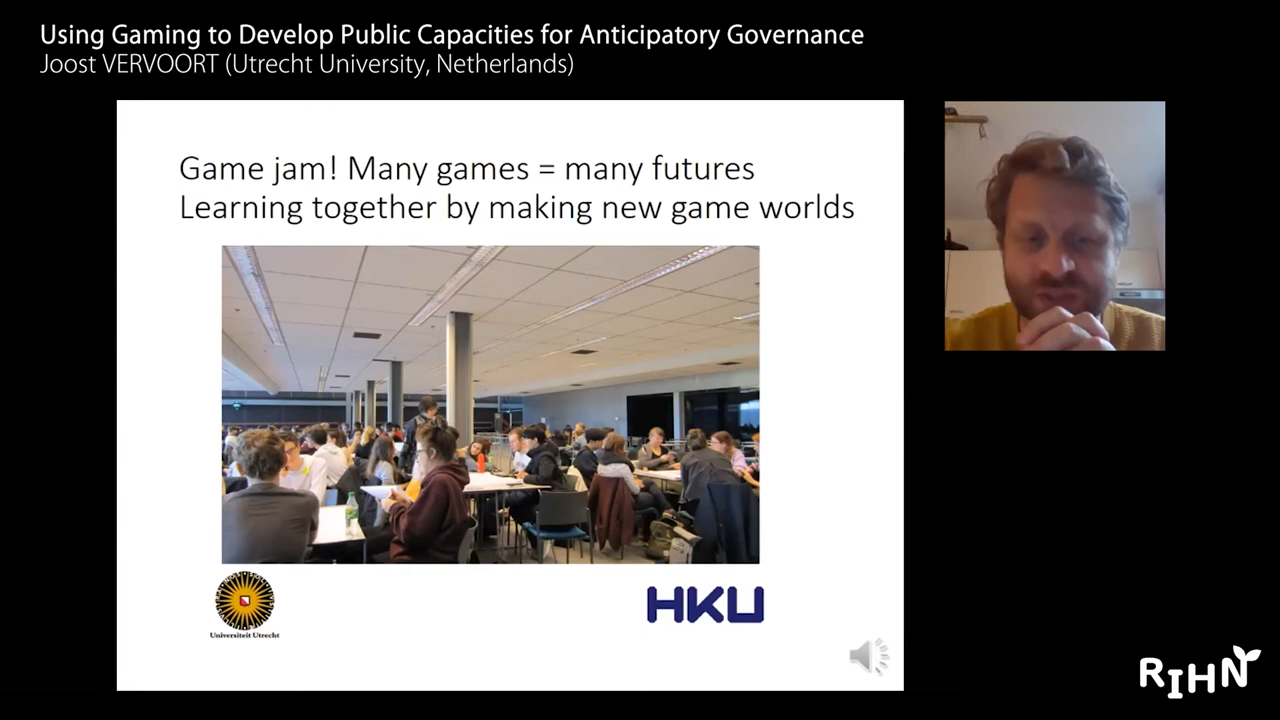 Using Gaming to Develop Public Capacities for Anticipatory Governance
Joost VERVOORT (Utrecht University, Netherlands)
Game jam! Many games = many futures
Learning together by making new game worlds
Universiteit Utrecht
HKU
RIHN